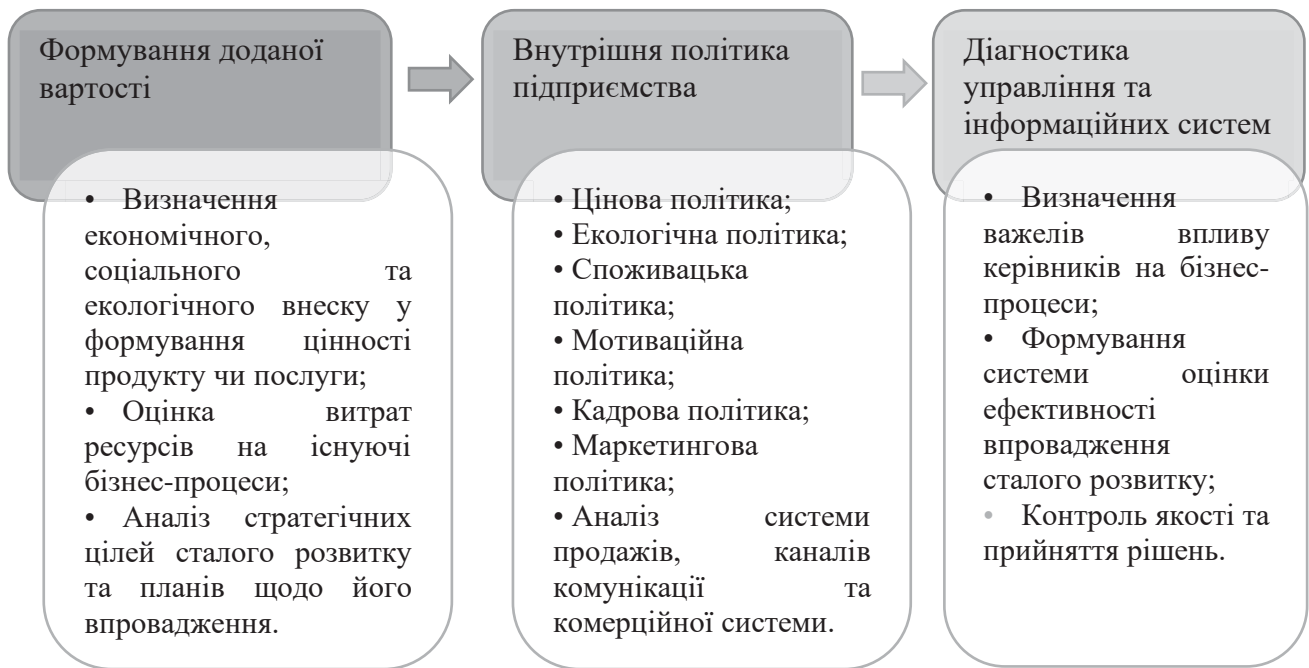 Формування доданої
вартості
Внутрішня політика
підприємства
Діагностика
управління та
інформаційних систем
• Визначення
економічного,
соціального та
екологічного внеску у
формування цінності
продукту чи послуги;
• Оцінка витрат
ресурсів на існуючі
бізнес-процеси;
• Аналіз стратегічних
цілей сталого розвитку
та планів щодо його
впровадження.
• Цінова політика;
• Екологічна політика;
• Споживацька
політика;
• Мотиваційна
політика;
• Кадрова політика;
• Маркетингова
політика;
• Аналіз системи
продажів, каналів
комунікації та
комерційної системи.
• Визначення
важелів впливу
керівників на бізнес-
процеси;
• Формування
системи оцінки
ефективності
впровадження
сталого розвитку;
• Контроль якості та
прийняття рішень.